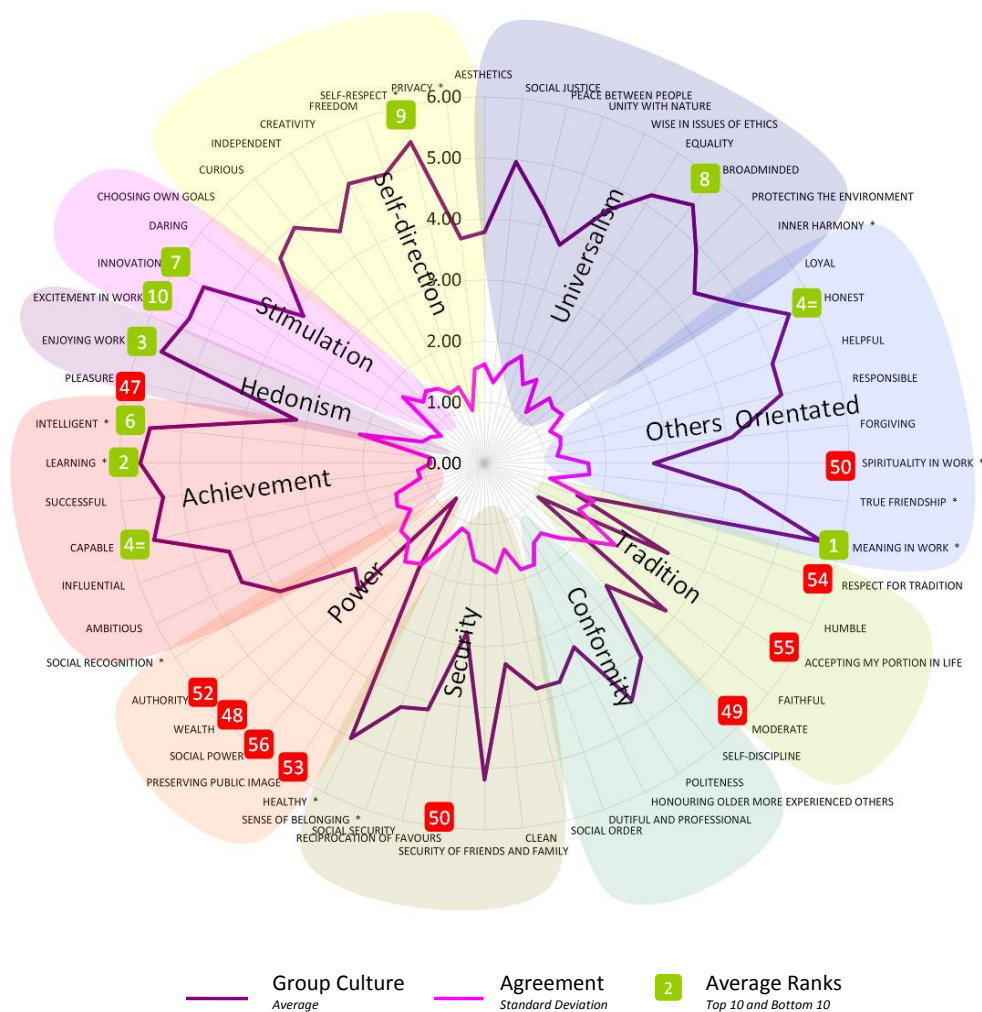 AESTHETICS
SOCIAL JUSTICE
PEACE BETWEEN PEOPLE
UNITY WITH NATURE
WISE IN ISSUES OF ETHICS
EQUALITY
8
BROADMINDED
PROTECTING THE ENVIRONMENT
INNER HARMONY *
LOYAL
4=
HONEST
HELPFUL
RESPONSIBLE
FORGIVING
50
SPIRITUALITY IN WORK *
TRUE FRIENDSHIP *
1
MEANING IN WORK *
54
RESPECT FOR TRADITION
HUMBLE
55
ACCEPTING MY PORTION IN LIFE
FAITHFUL
49
MODERATE
SELF-DISCIPLINE
POLITENESS
HONOURING OLDER MORE EXPERIENCED OTHERS
DUTIFUL AND PROFESSIONAL
SOCIAL ORDER
CLEAN
SECURITY OF FRIENDS AND FAMILY
50
RECIPROCATION OF FAVOURS
SOCIAL SECURITY
SENSE OF BELONGING *
HEALTHY *
53
PRESERVING PUBLIC IMAGE
56
SOCIAL POWER
48
WEALTH
52
AUTHORITY
SOCIAL RECOGNITION *
AMBITIOUS
INFLUENTIAL
4=
CAPABLE
SUCCESSFUL
2
LEARNING *
6
INTELLIGENT *
47
PLEASURE
3
ENJOYING WORK
10
EXCITEMENT IN WORK
7
INNOVATION
DARING
CHOOSING OWN GOALS
CURIOUS
INDEPENDENT
CREATIVITY
FREEDOM
SELF-RESPECT *
9
PRIVACY *
6.00
5.00
4.00
3.00
2.00
1.00
0.00
Self-direction
Universalism
Others Orientated
Tradition
Conformity
Security
Power
Achievement
Hedonism
Stimulation
Group Culture
Average
Agreement
Standard Deviation
2
Average Ranks
Top 10 and Bottom 10